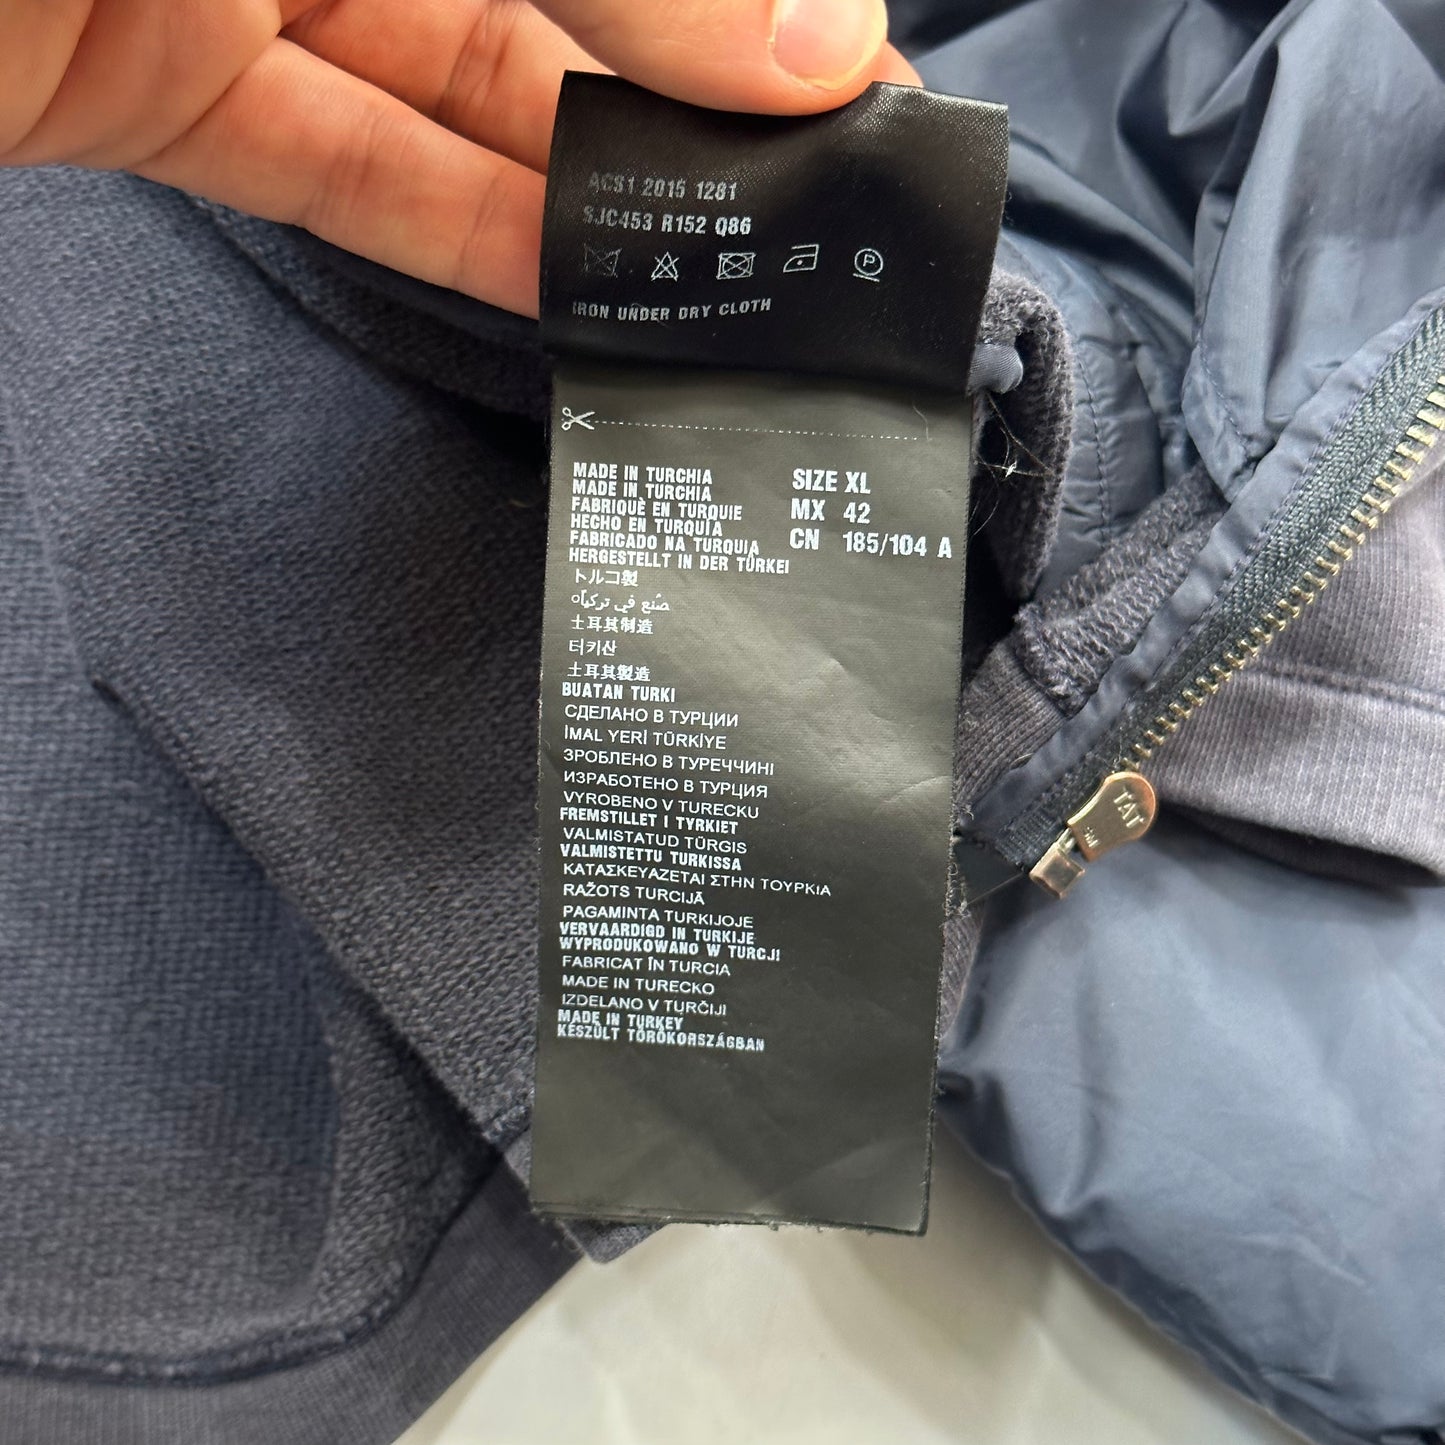 ACS1 2015 1281
SJC453 R152 Q86
P
IRON UNDER DRY CLOTH
MADE IN TURCHIA
MADE IN TURCHIA
FABRIQUÈ EN TURQUIE
HECHO EN TURQUÍA
FABRICADO NA TURQUIA
HERGESTELLT IN DER TÜRKEI
トルコ製
صُنع في تركيا
土耳其制造
터키산
土耳其製造
BUATAN TURKI
СДЕЛАНО В ТУРЦИИ
İMAL YERİ TÜRKİYE
ЗРОБЛЕНО В ТУРЕЧЧИНІ
ИЗРАБОТЕНО В ТУРЦИЯ
VYROBENO V TURECKU
FREMSTILLET I TYRKIET
VALMISTATUD TÜRGIS
VALMISTETTU TURKISSA
ΚΑΤΑΣΚΕΥΑΖΕΤΑΙ ΣΤΗΝ ΤΟΥΡΚΙΑ
RAŽOTS TURCIJĀ
PAGAMINTA TURKIJOJE
VERVAARDIGD IN TURKIJE
WYPRODUKOWANO W TURCJI
FABRICAT ÎN TURCIA
MADE IN TURECKO
IZDELANO V TURČIJI
MADE IN TURKEY
KÉSZÜLT TÖRÖKORSZÁGBAN
SIZE XL
MX 42
CN 185/104 A
TAT